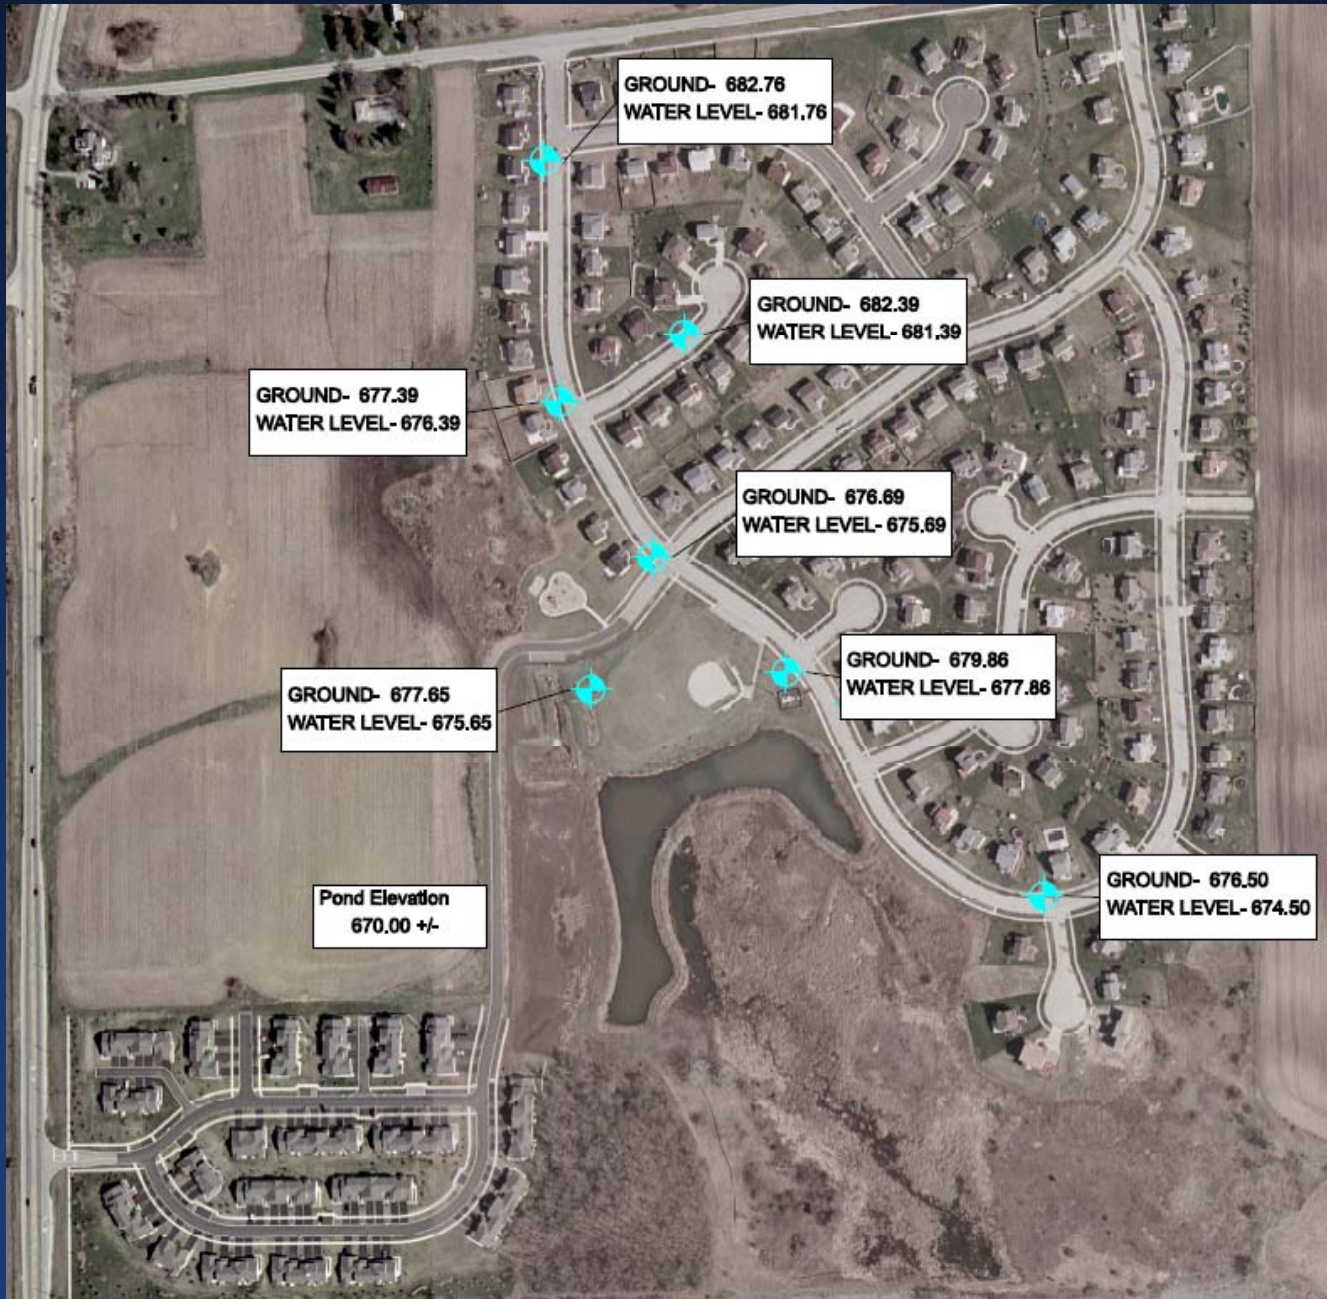 GROUND- 682.76
WATER LEVEL- 681.76
GROUND- 682.39
WATER LEVEL- 681.39
GROUND- 677.39
WATER LEVEL- 676.39
GROUND- 676.69
WATER LEVEL- 675.69
GROUND- 679.86
WATER LEVEL- 677.86
GROUND- 677.65
WATER LEVEL- 675.65
GROUND- 676.50
WATER LEVEL- 674.50
Pond Elevation
670.00 +/-